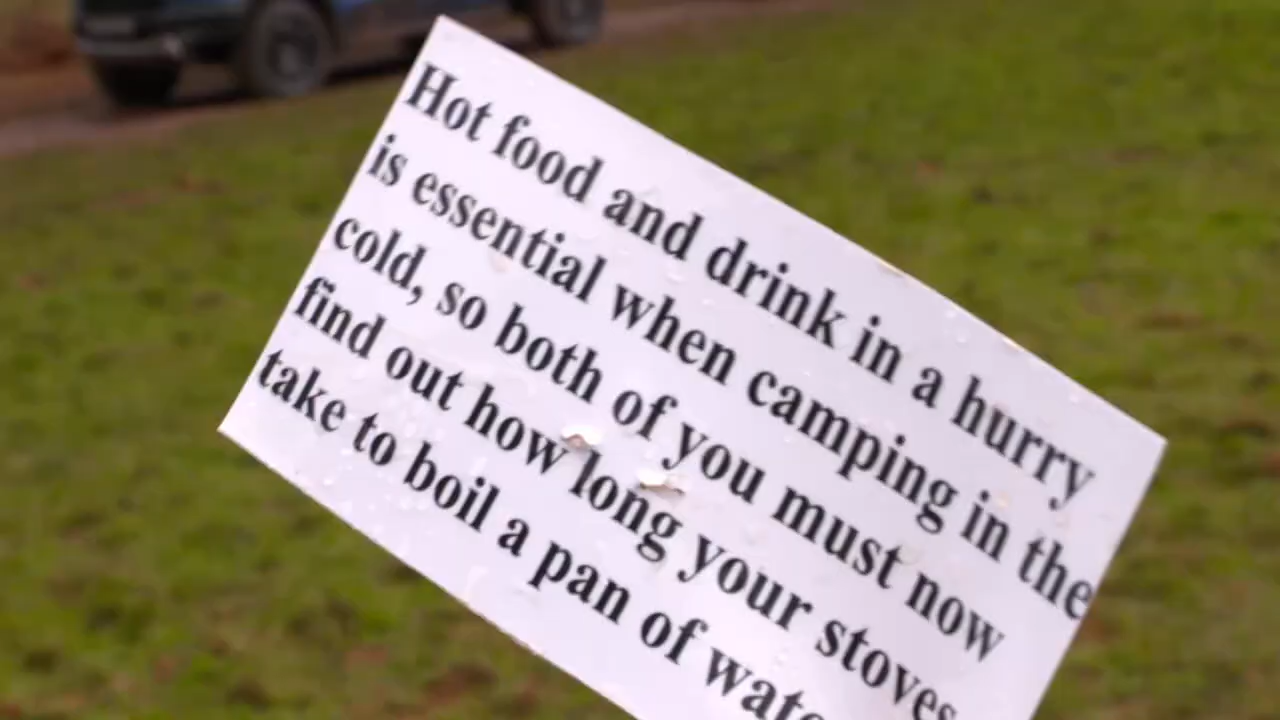 Hot food and drink in a hurry
is essential when camping in the
cold, so both of you must now
find out how long your stoves
take to boil a pan of